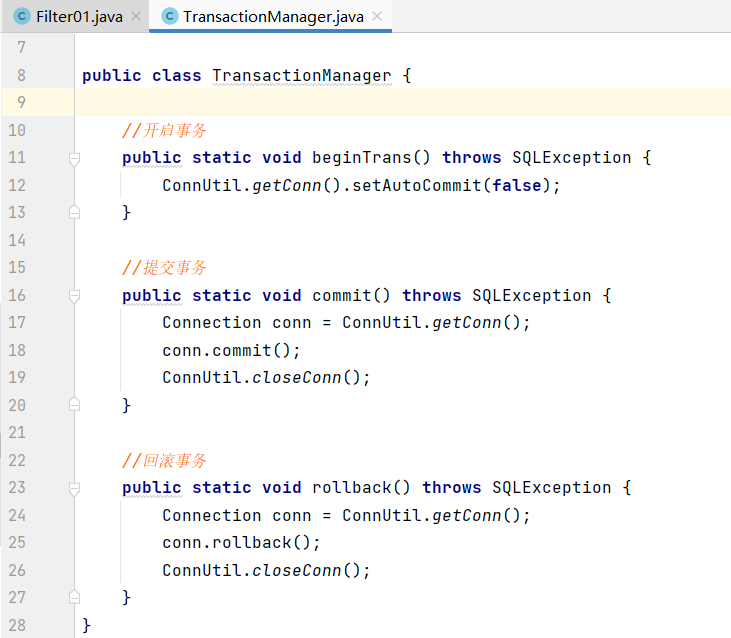 Filter01.java TransactionManager.java
7
8 public class TransactionManager {
9
10 //开启事务
11 public static void beginTrans() throws SQLException {
12 ConnUtil.getConn().setAutoCommit(false);
13 }
14
15 //提交事务
16 public static void commit() throws SQLException {
17 Connection conn = ConnUtil.getConn();
18 conn.commit();
19 ConnUtil.closeConn();
20 }
21
22 //回滚事务
23 public static void rollback() throws SQLException {
24 Connection conn = ConnUtil.getConn();
25 conn.rollback();
26 ConnUtil.closeConn();
27 }
28 }